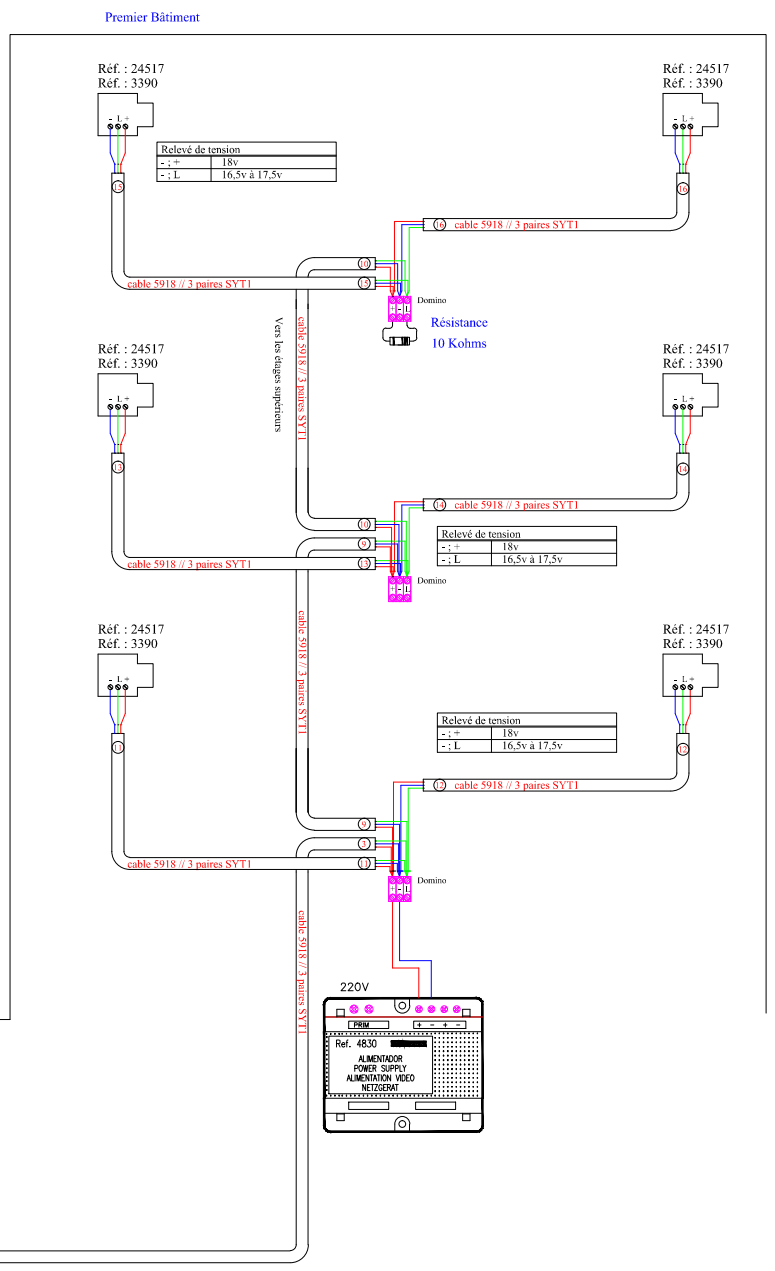 Premier Bâtiment
Réf. : 24517
Réf. : 3390
- L +
Réf. : 24517
Réf. : 3390
- L +
Relevé de tension
- ; + 18v
- ; L 16,5v à 17,5v
15
16
16 cable 5918 // 3 paires SYT1
10
cable 5918 // 3 paires SYT1 15
Domino
+ - L
Résistance
10 Kohms
Vers les étages supérieurs
cable 5918 // 3 paires SYT1
Réf. : 24517
Réf. : 3390
- L +
Réf. : 24517
Réf. : 3390
- L +
13
14
14 cable 5918 // 3 paires SYT1
10
9
cable 5918 // 3 paires SYT1 13
Relevé de tension
- ; + 18v
- ; L 16,5v à 17,5v
Domino
+ - L
cable 5918 // 3 paires SYT1
Réf. : 24517
Réf. : 3390
- L +
Réf. : 24517
Réf. : 3390
- L +
Relevé de tension
- ; + 18v
- ; L 16,5v à 17,5v
11
12
12 cable 5918 // 3 paires SYT1
9
3
cable 5918 // 3 paires SYT1 11
Domino
+ - L
cable 5918 // 3 paires SYT1
220V
PRIM + - + -
Ref. 4830
ALIMENTADOR
POWER SUPPLY
ALIMENTATION VIDEO
NETZGERAT